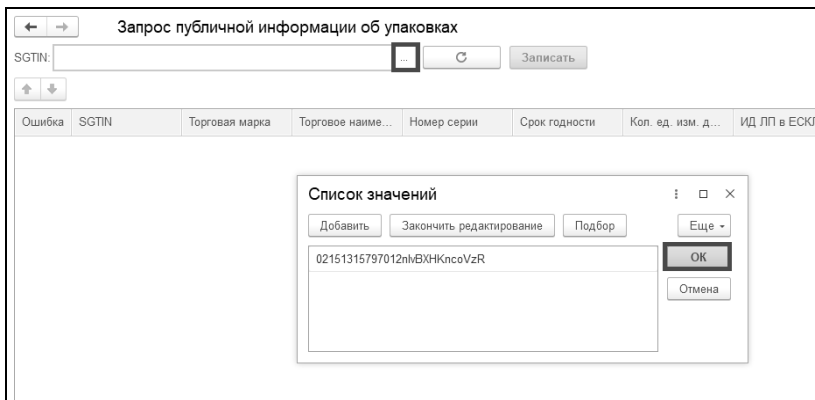 Запрос публичной информации об упаковках
SGTIN: ... Записать
Ошибка SGTIN Торговая марка Торговое наиме... Номер серии Срок годности Кол. ед. изм. д... ИД ЛП в ЕСКЛ
Список значений
Добавить Закончить редактирование Подбор Еще
02151315797012nlvBXHKncoVzR
ОК
Отмена